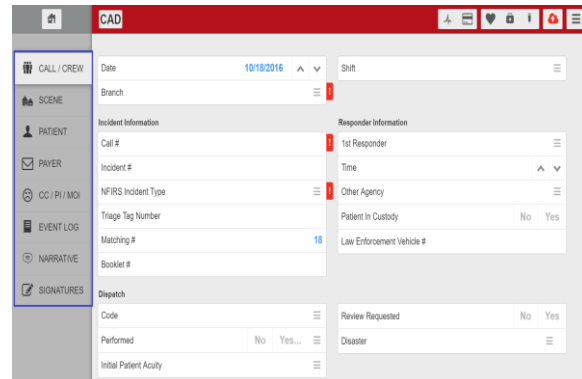 CAD
CALL / CREW
SCENE
PATIENT
PAYER
CC / PI / MOI
EVENT LOG
NARRATIVE
SIGNATURES
Date 10/18/2016
Branch !
Shift
Incident Information
Call # !
Incident #
NFIRS Incident Type !
Triage Tag Number
Matching # 18
Booklet #
Responder Information
1st Responder
Time
Other Agency
Patient In Custody No Yes
Law Enforcement Vehicle #
Dispatch
Code
Performed No Yes...
Initial Patient Acuity
Review Requested No Yes
Disaster